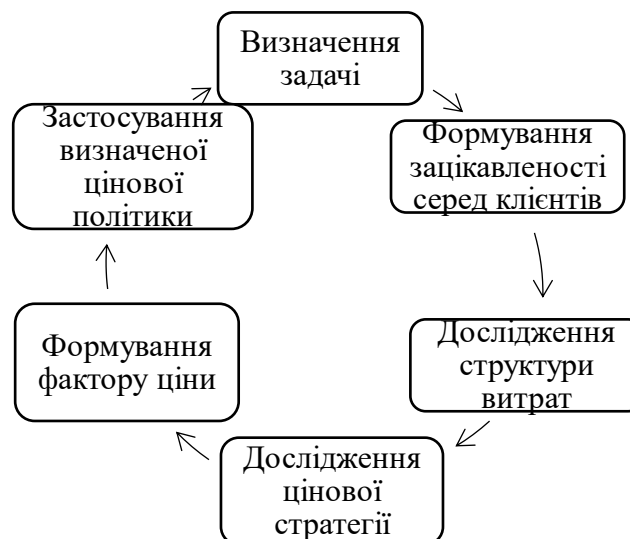 Визначення
задачі
Формування
зацікавленості
серед клієнтів
Дослідження
структури
витрат
Дослідження
цінової
стратегії
Формування
фактору ціни
Застосування
визначеної
цінової
політики